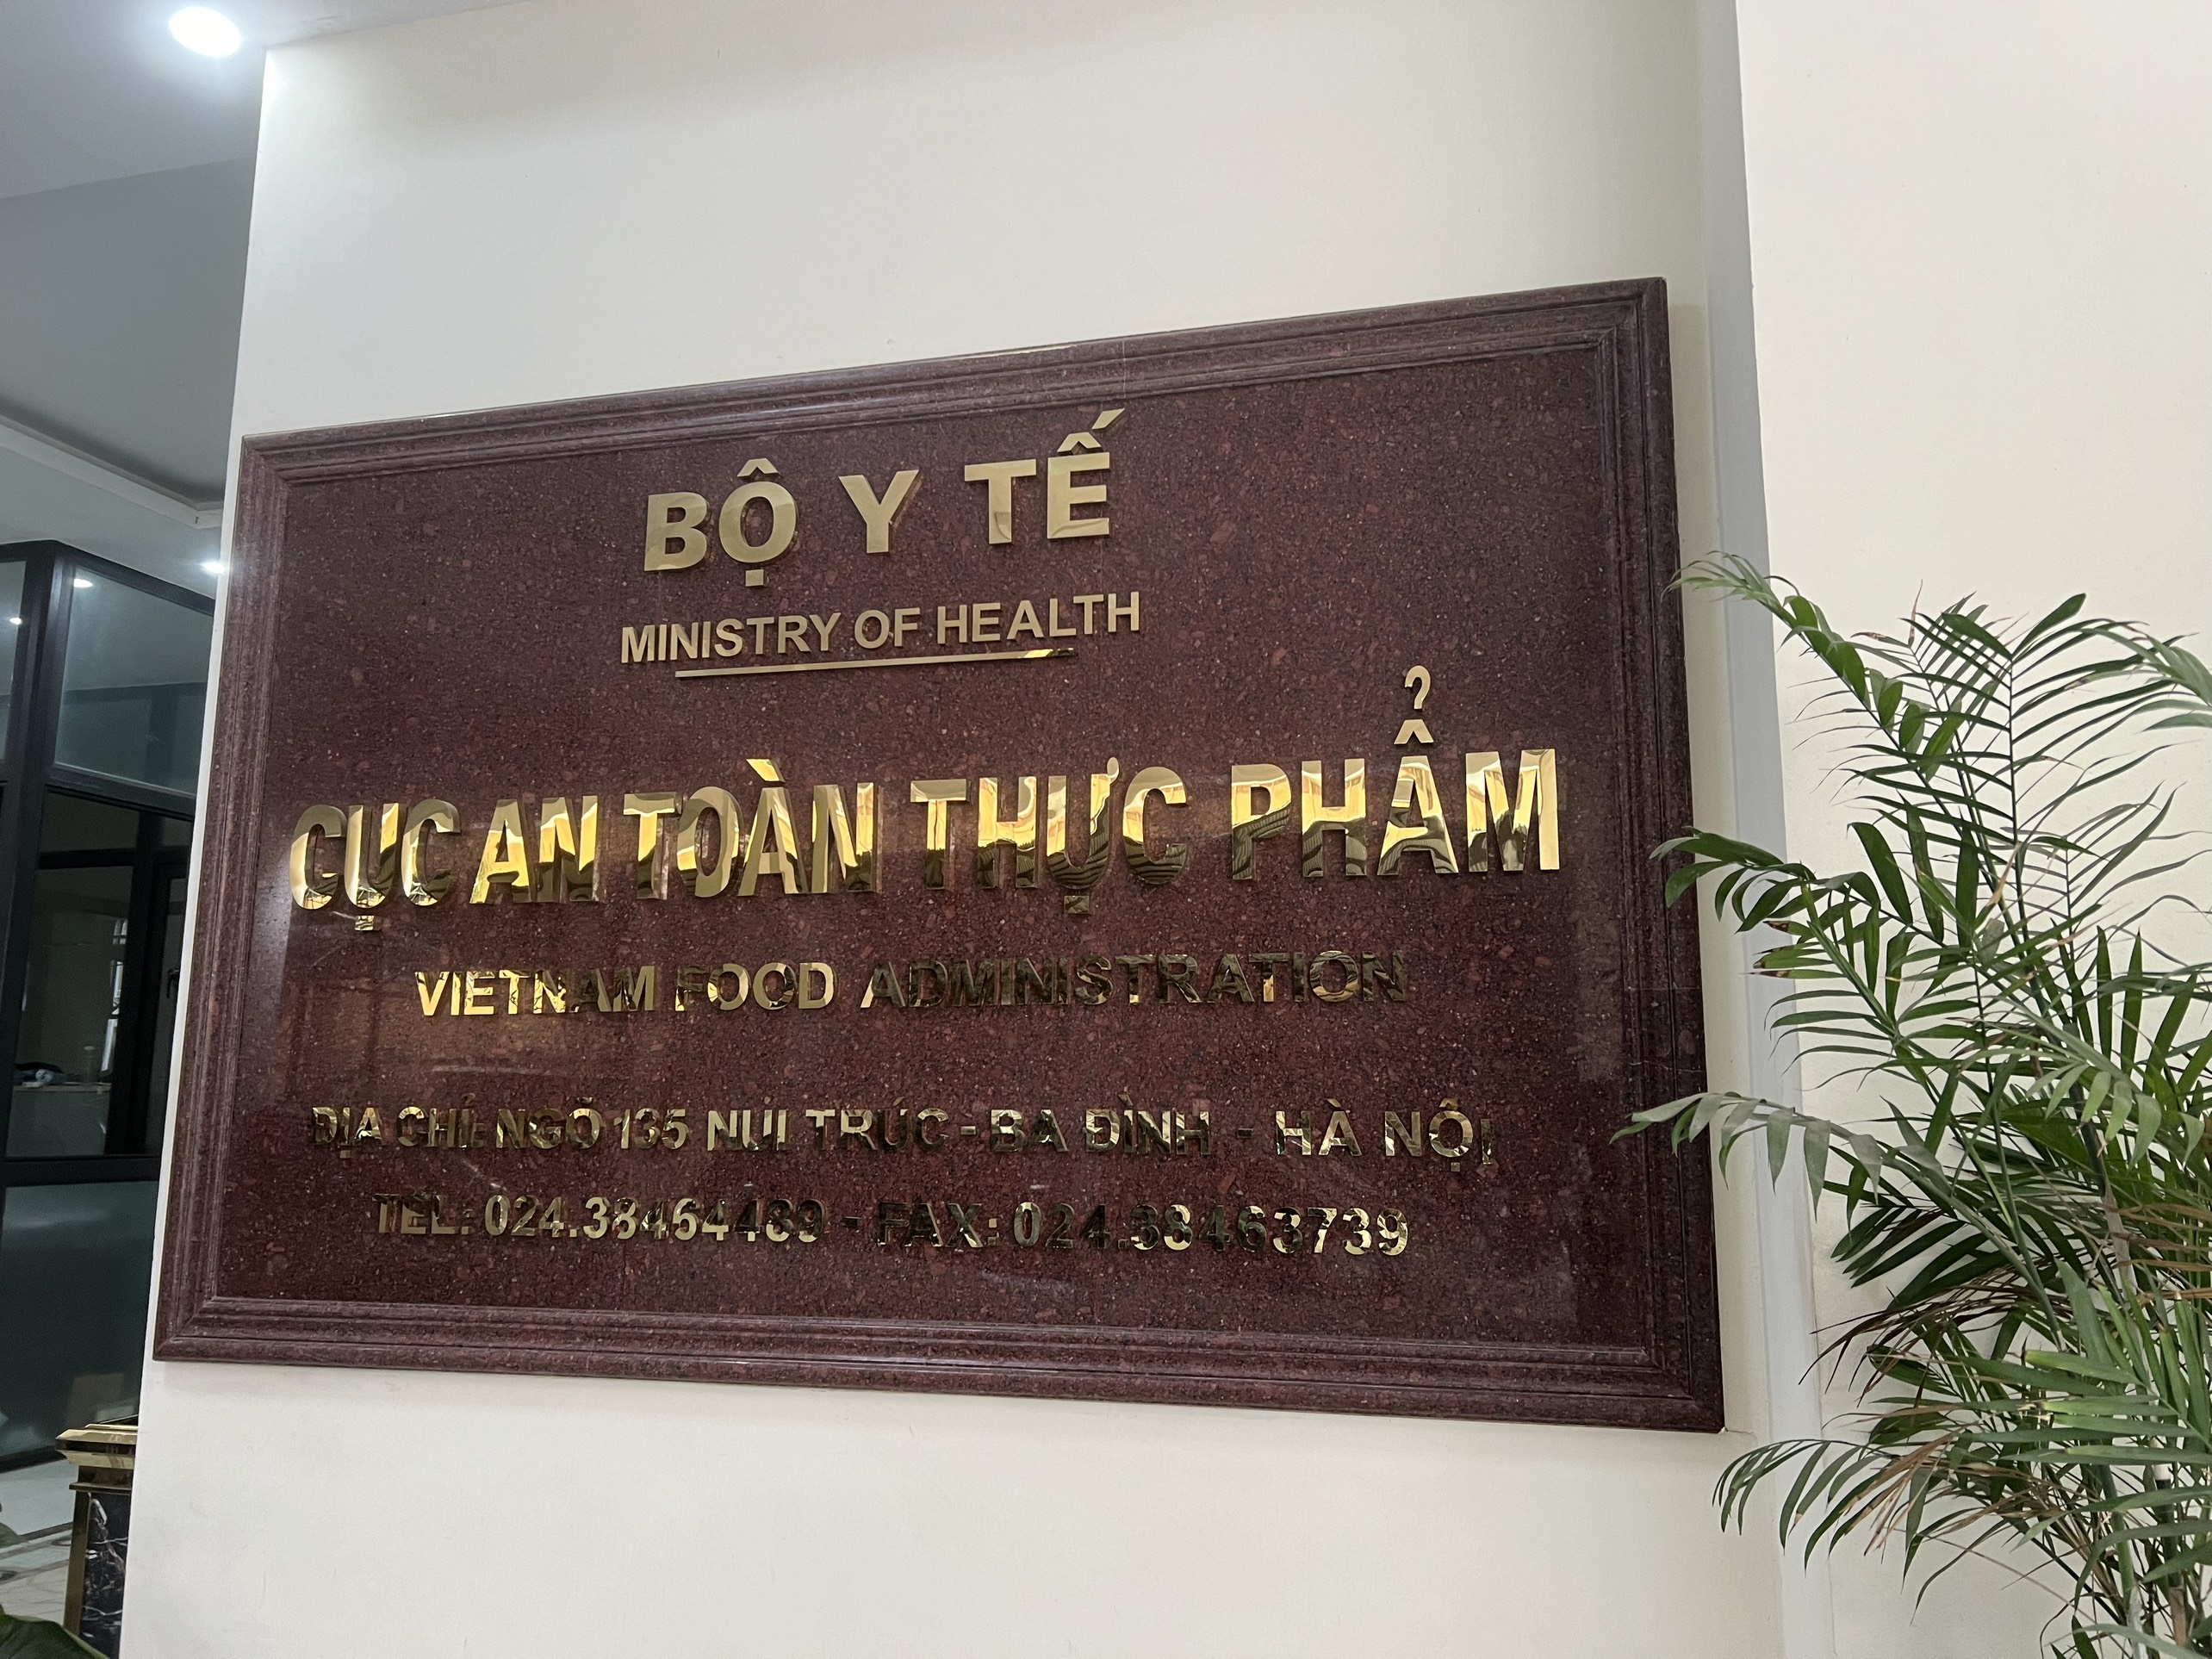 BỘ Y TẾ
MINISTRY OF HEALTH
CỤC AN TOÀN THỰC PHẨM
VIETNAM FOOD ADMINISTRATION
ĐỊA CHỈ: NGÕ 135 NÚI TRÚC - BA ĐÌNH - HÀ NỘI
TEL: 024.38464489 - FAX: 024.38463739